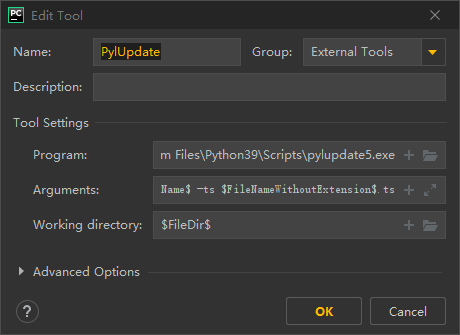 PC Edit Tool
Name: PylUpdate Group: External Tools
Description:
Tool Settings
Program: m Files\Python39\Scripts\pylupdate5.exe
Arguments: Name$ -ts $FileNameWithoutExtension$.ts
Working directory: $FileDir$
Advanced Options
? OK Cancel